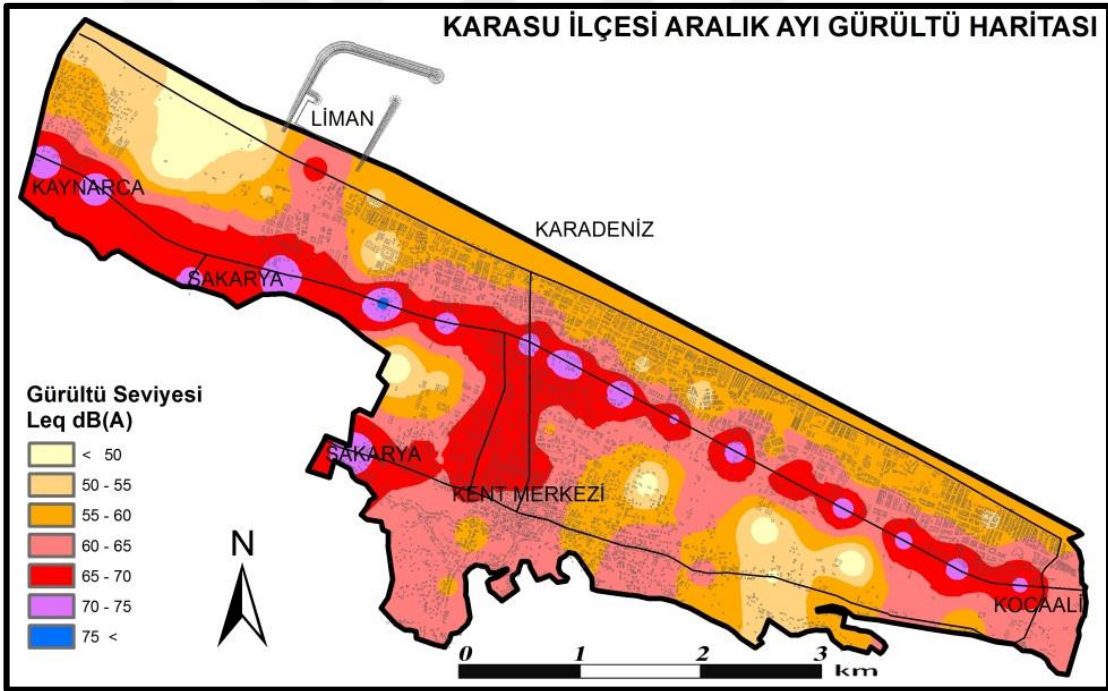 KARASU İLÇESİ ARALIK AYI GÜRÜLTÜ HARİTASI
LİMAN
KAYNARCA
KARADENİZ
SAKARYA
Gürültü Seviyesi
Leq dB(A)
< 50
50 - 55
55 - 60
60 - 65
65 - 70
70 - 75
75 <
SAKARYA
KENT MERKEZİ
N
KOCAALİ
0 1 2 3
km